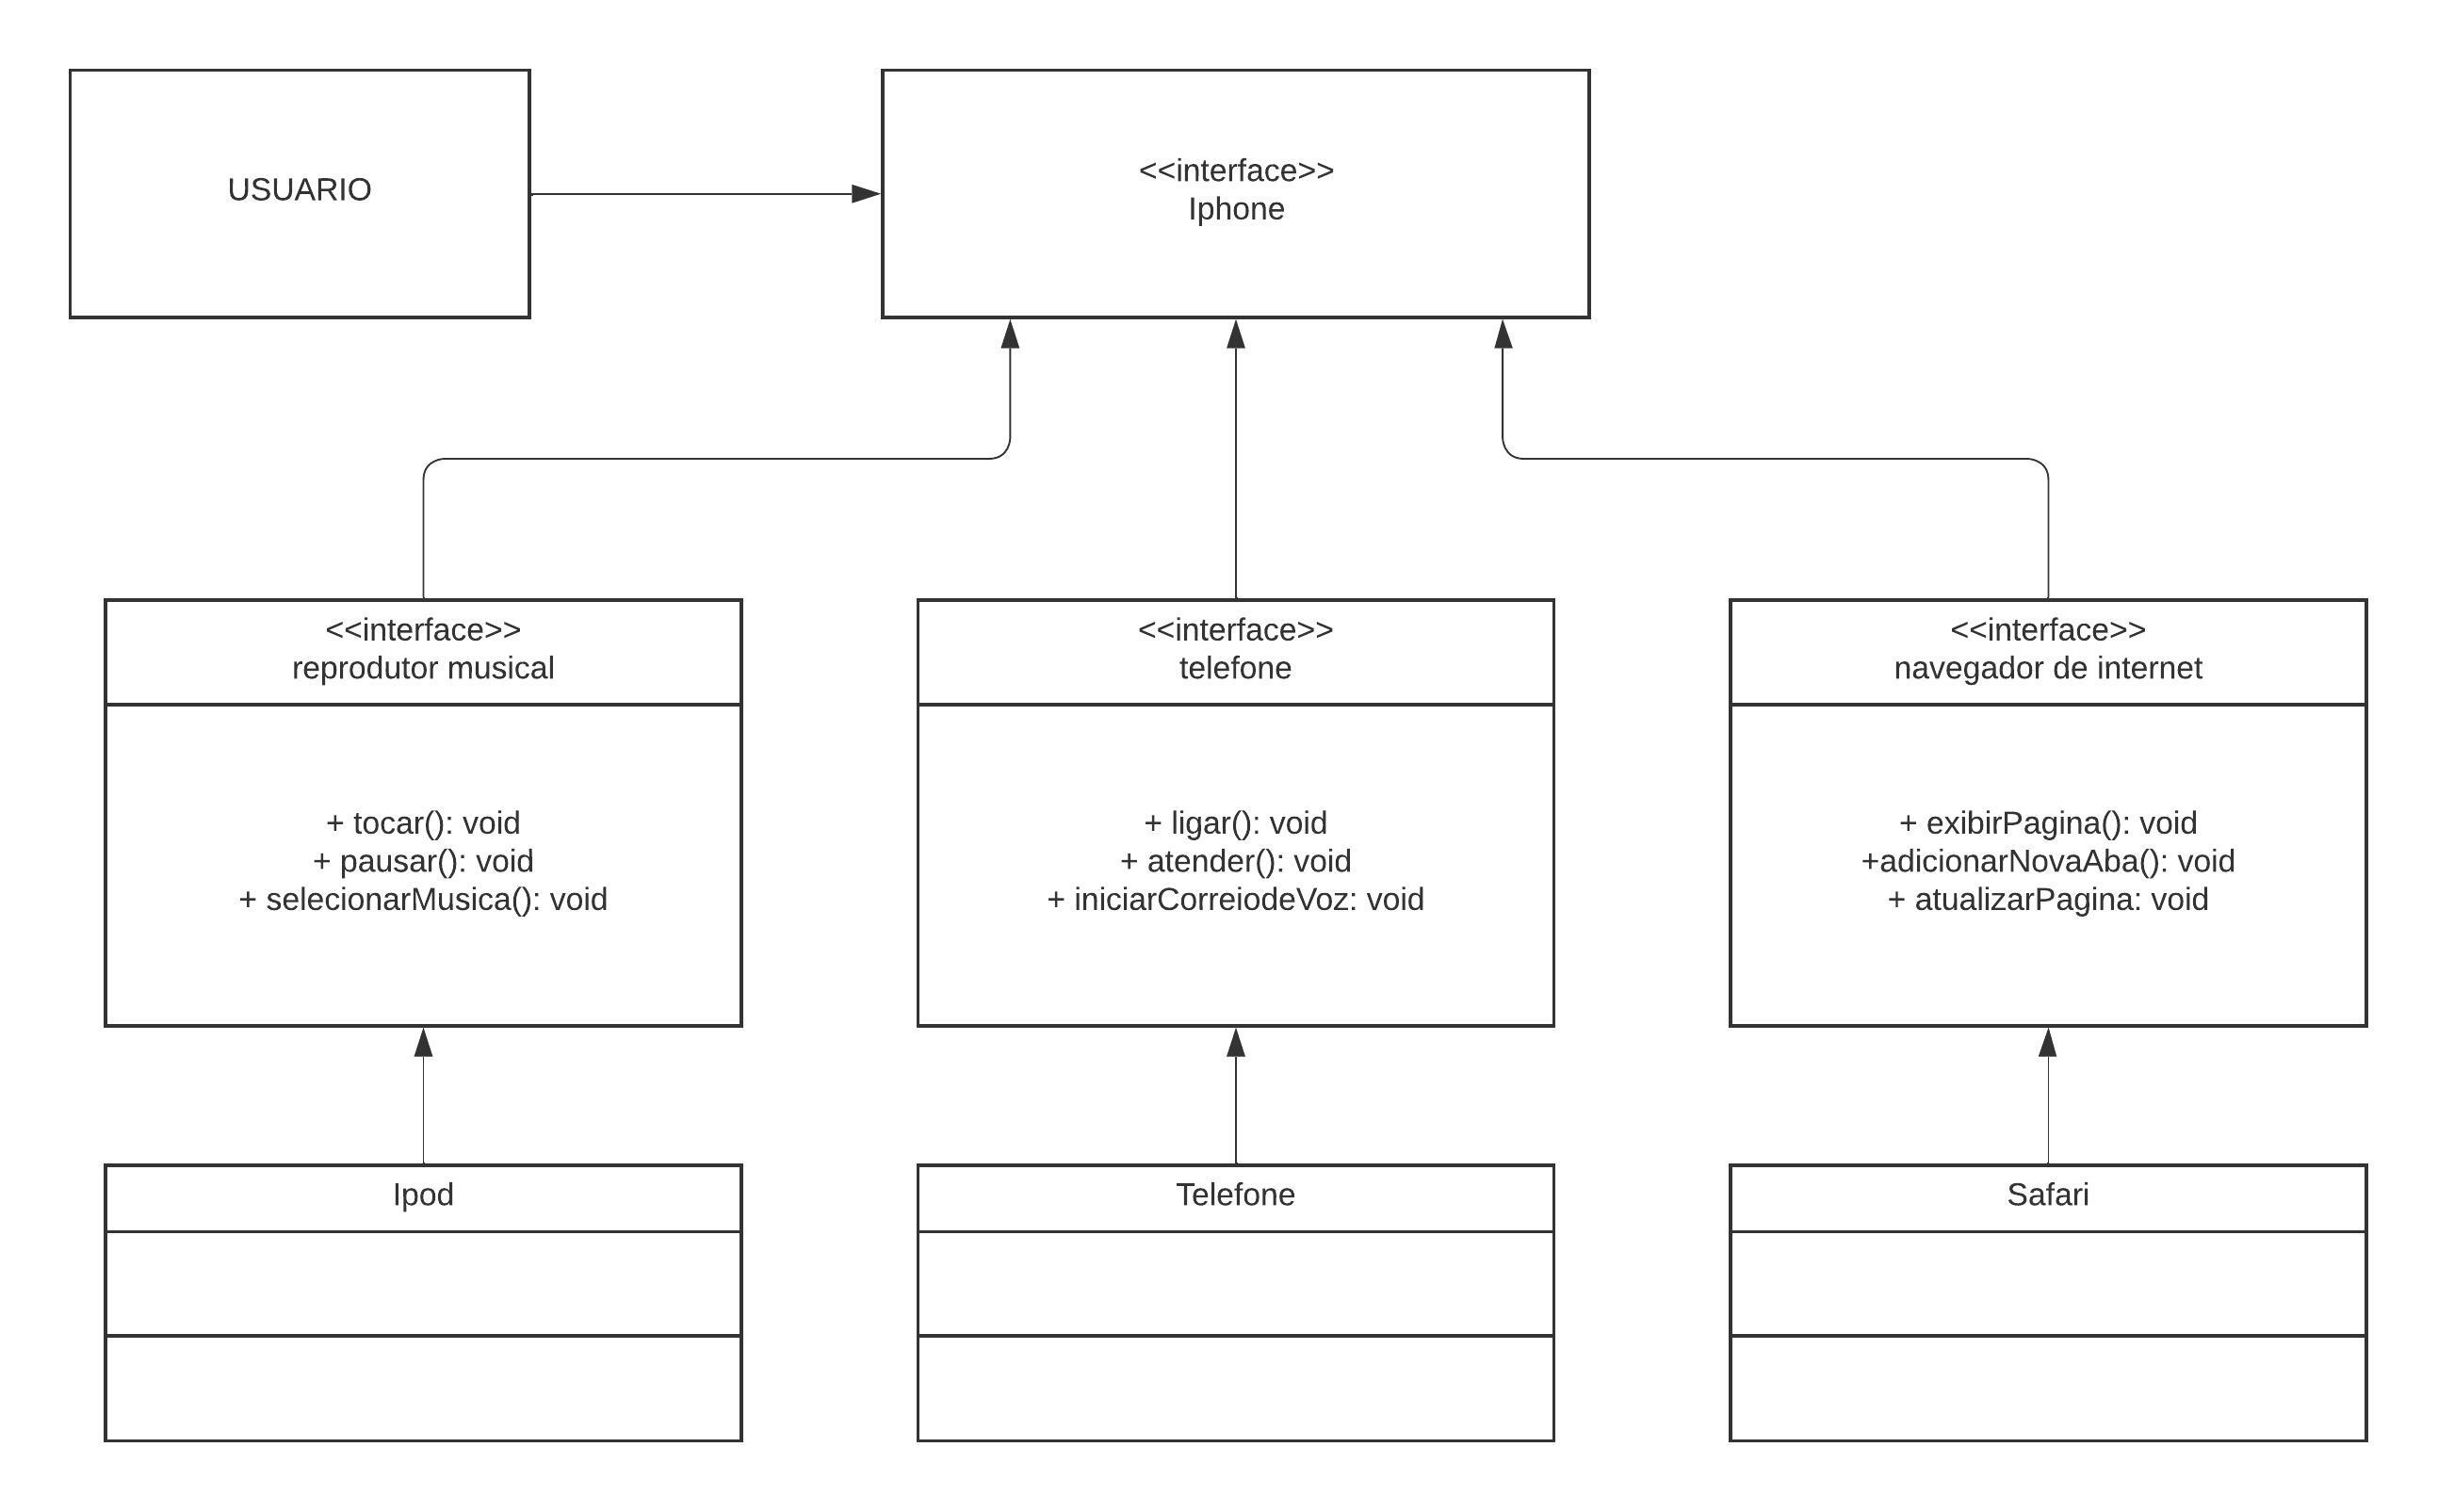 USUARIO
<<interface>>
Iphone
<<interface>>
reprodutor musical
+ tocar(): void
+ pausar(): void
+ selecionarMusica(): void
<<interface>>
telefone
+ ligar(): void
+ atender(): void
+ iniciarCorreiodeVoz: void
<<interface>>
navegador de internet
+ exibirPagina(): void
+adicionarNovaAba(): void
+ atualizarPagina: void
Ipod
Telefone
Safari